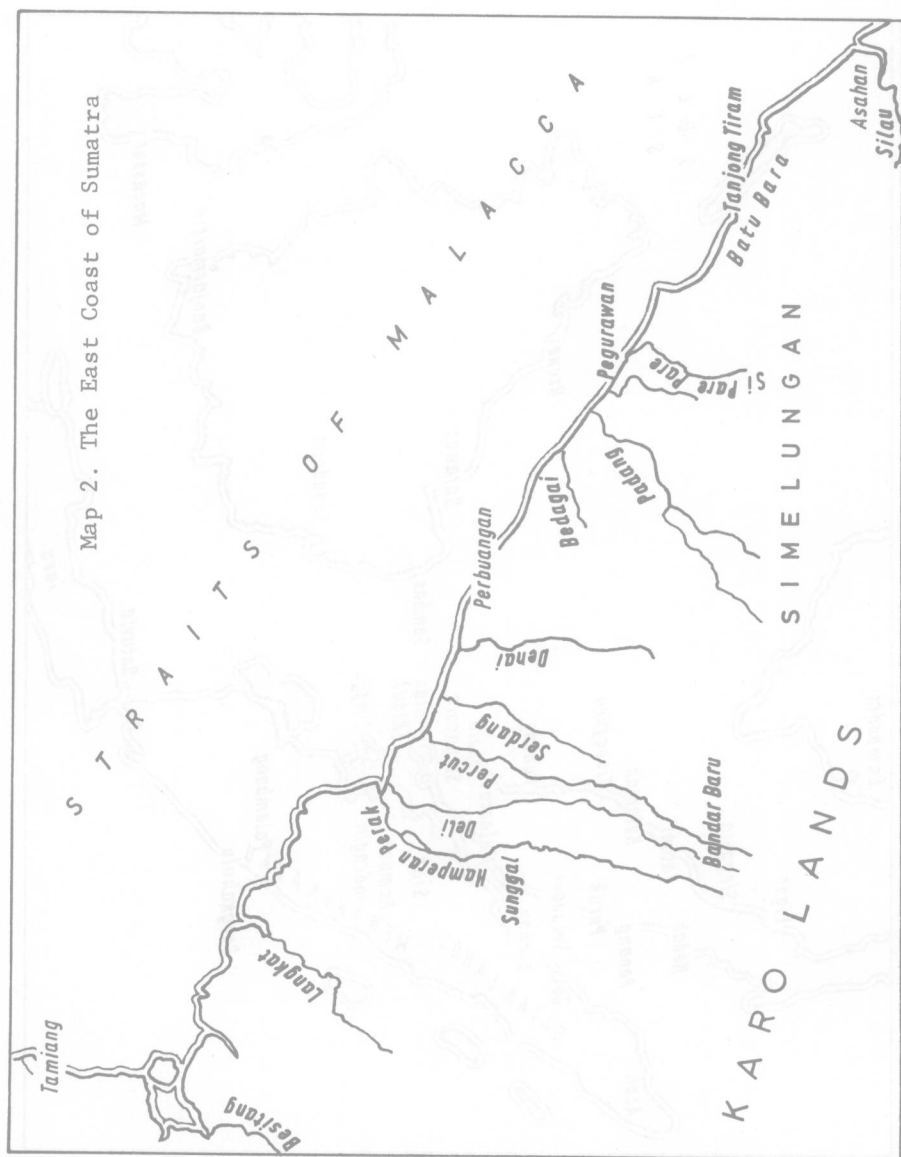 Map 2. The East Coast of Sumatra
STRAITS OF MALACCA
Tamiang
Besitang
Langkat
Hamperan Perak
Sunggal
Deli
Percut
Serdang
Bandar Baru
Denai
Perbuangan
Bedagai
Padang
Pegurawan
Si Pare Pare
Tanjong Tiram
Batu Bara
Asahan
Silau
SIMELUNGAN
KARO LANDS